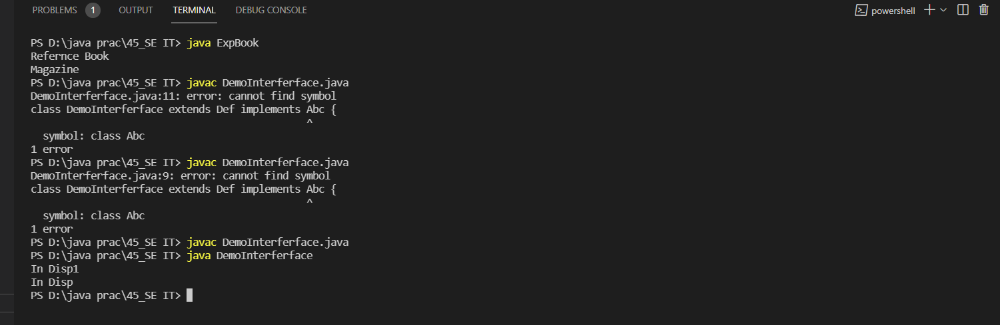 PROBLEMS 1 OUTPUT TERMINAL DEBUG CONSOLE powershell
PS D:\java prac\45_SE IT> java ExpBook
Refernce Book
Magazine
PS D:\java prac\45_SE IT> javac DemoInterferface.java
DemoInterferface.java:11: error: cannot find symbol
class DemoInterferface extends Def implements Abc {
^
symbol: class Abc
1 error
PS D:\java prac\45_SE IT> javac DemoInterferface.java
DemoInterferface.java:9: error: cannot find symbol
class DemoInterferface extends Def implements Abc {
^
symbol: class Abc
1 error
PS D:\java prac\45_SE IT> javac DemoInterferface.java
PS D:\java prac\45_SE IT> java DemoInterferface
In Disp1
In Disp
PS D:\java prac\45_SE IT>